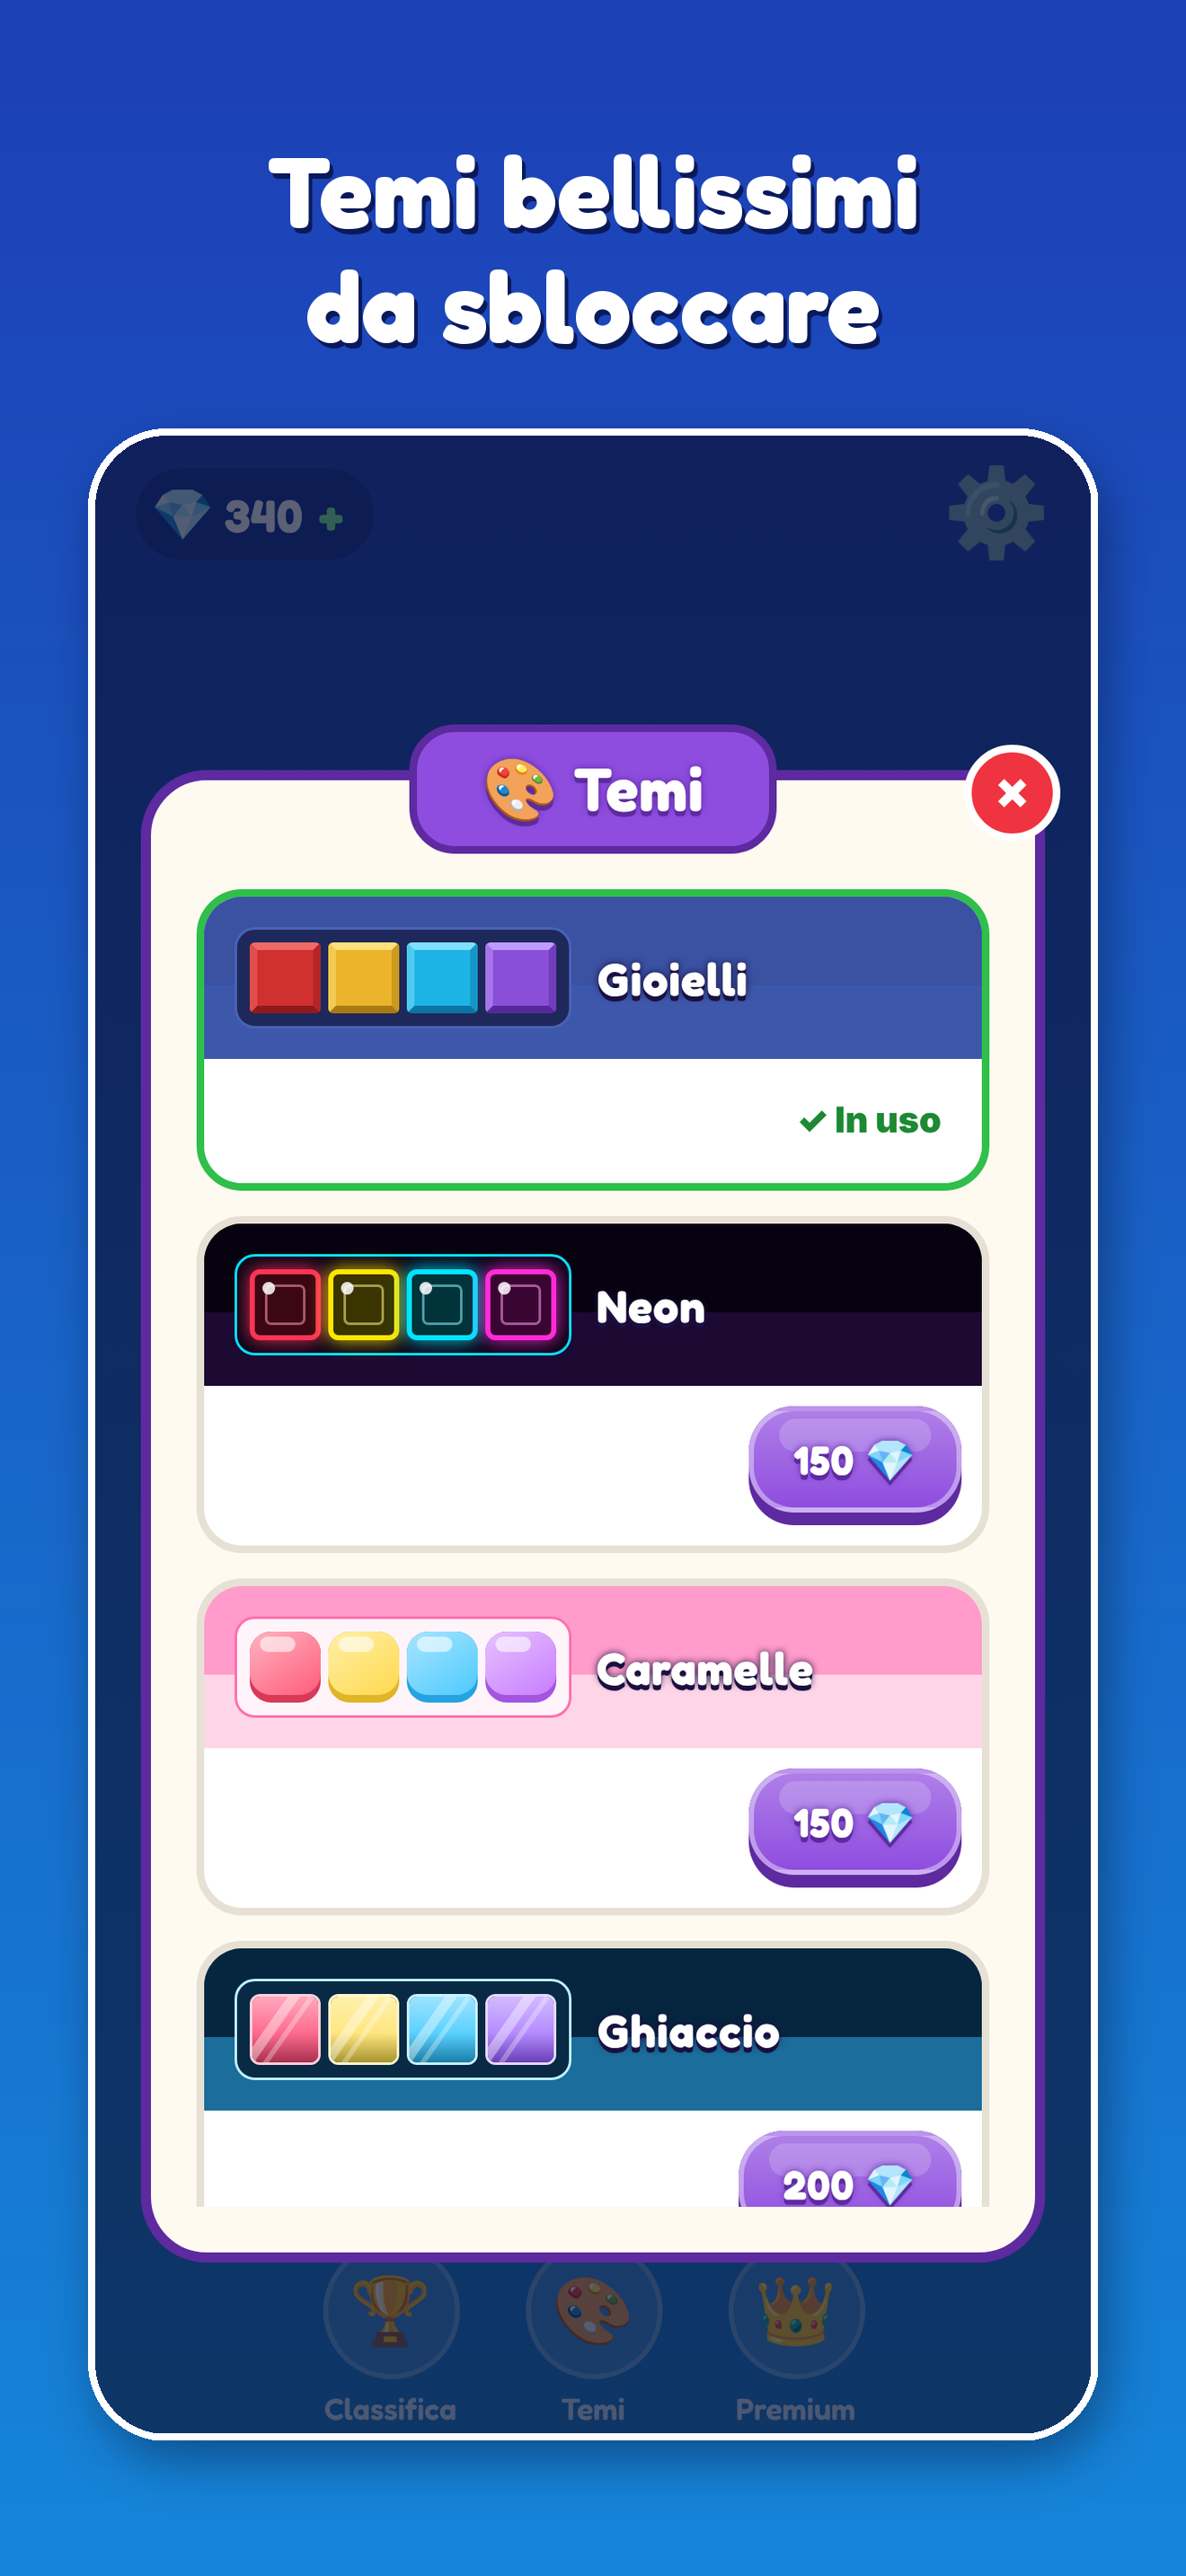 Temi bellissimi
da sbloccare
340 +
Temi
Gioielli
✓ In uso
Neon
150
Caramelle
150
Ghiaccio
200
Classifica
Temi
Premium